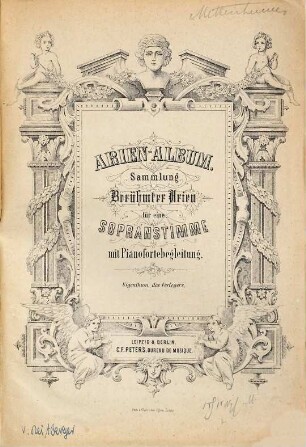 ARIEN-ALBUM.
Sammlung
Berühmter Arien
für eine
SOPRANSTIMME
mit Pianofortebegleitung.
Eigenthum des Verlegers.
LEIPZIG & BERLIN,
C.F. PETERS, BUREAU DE MUSIQUE.